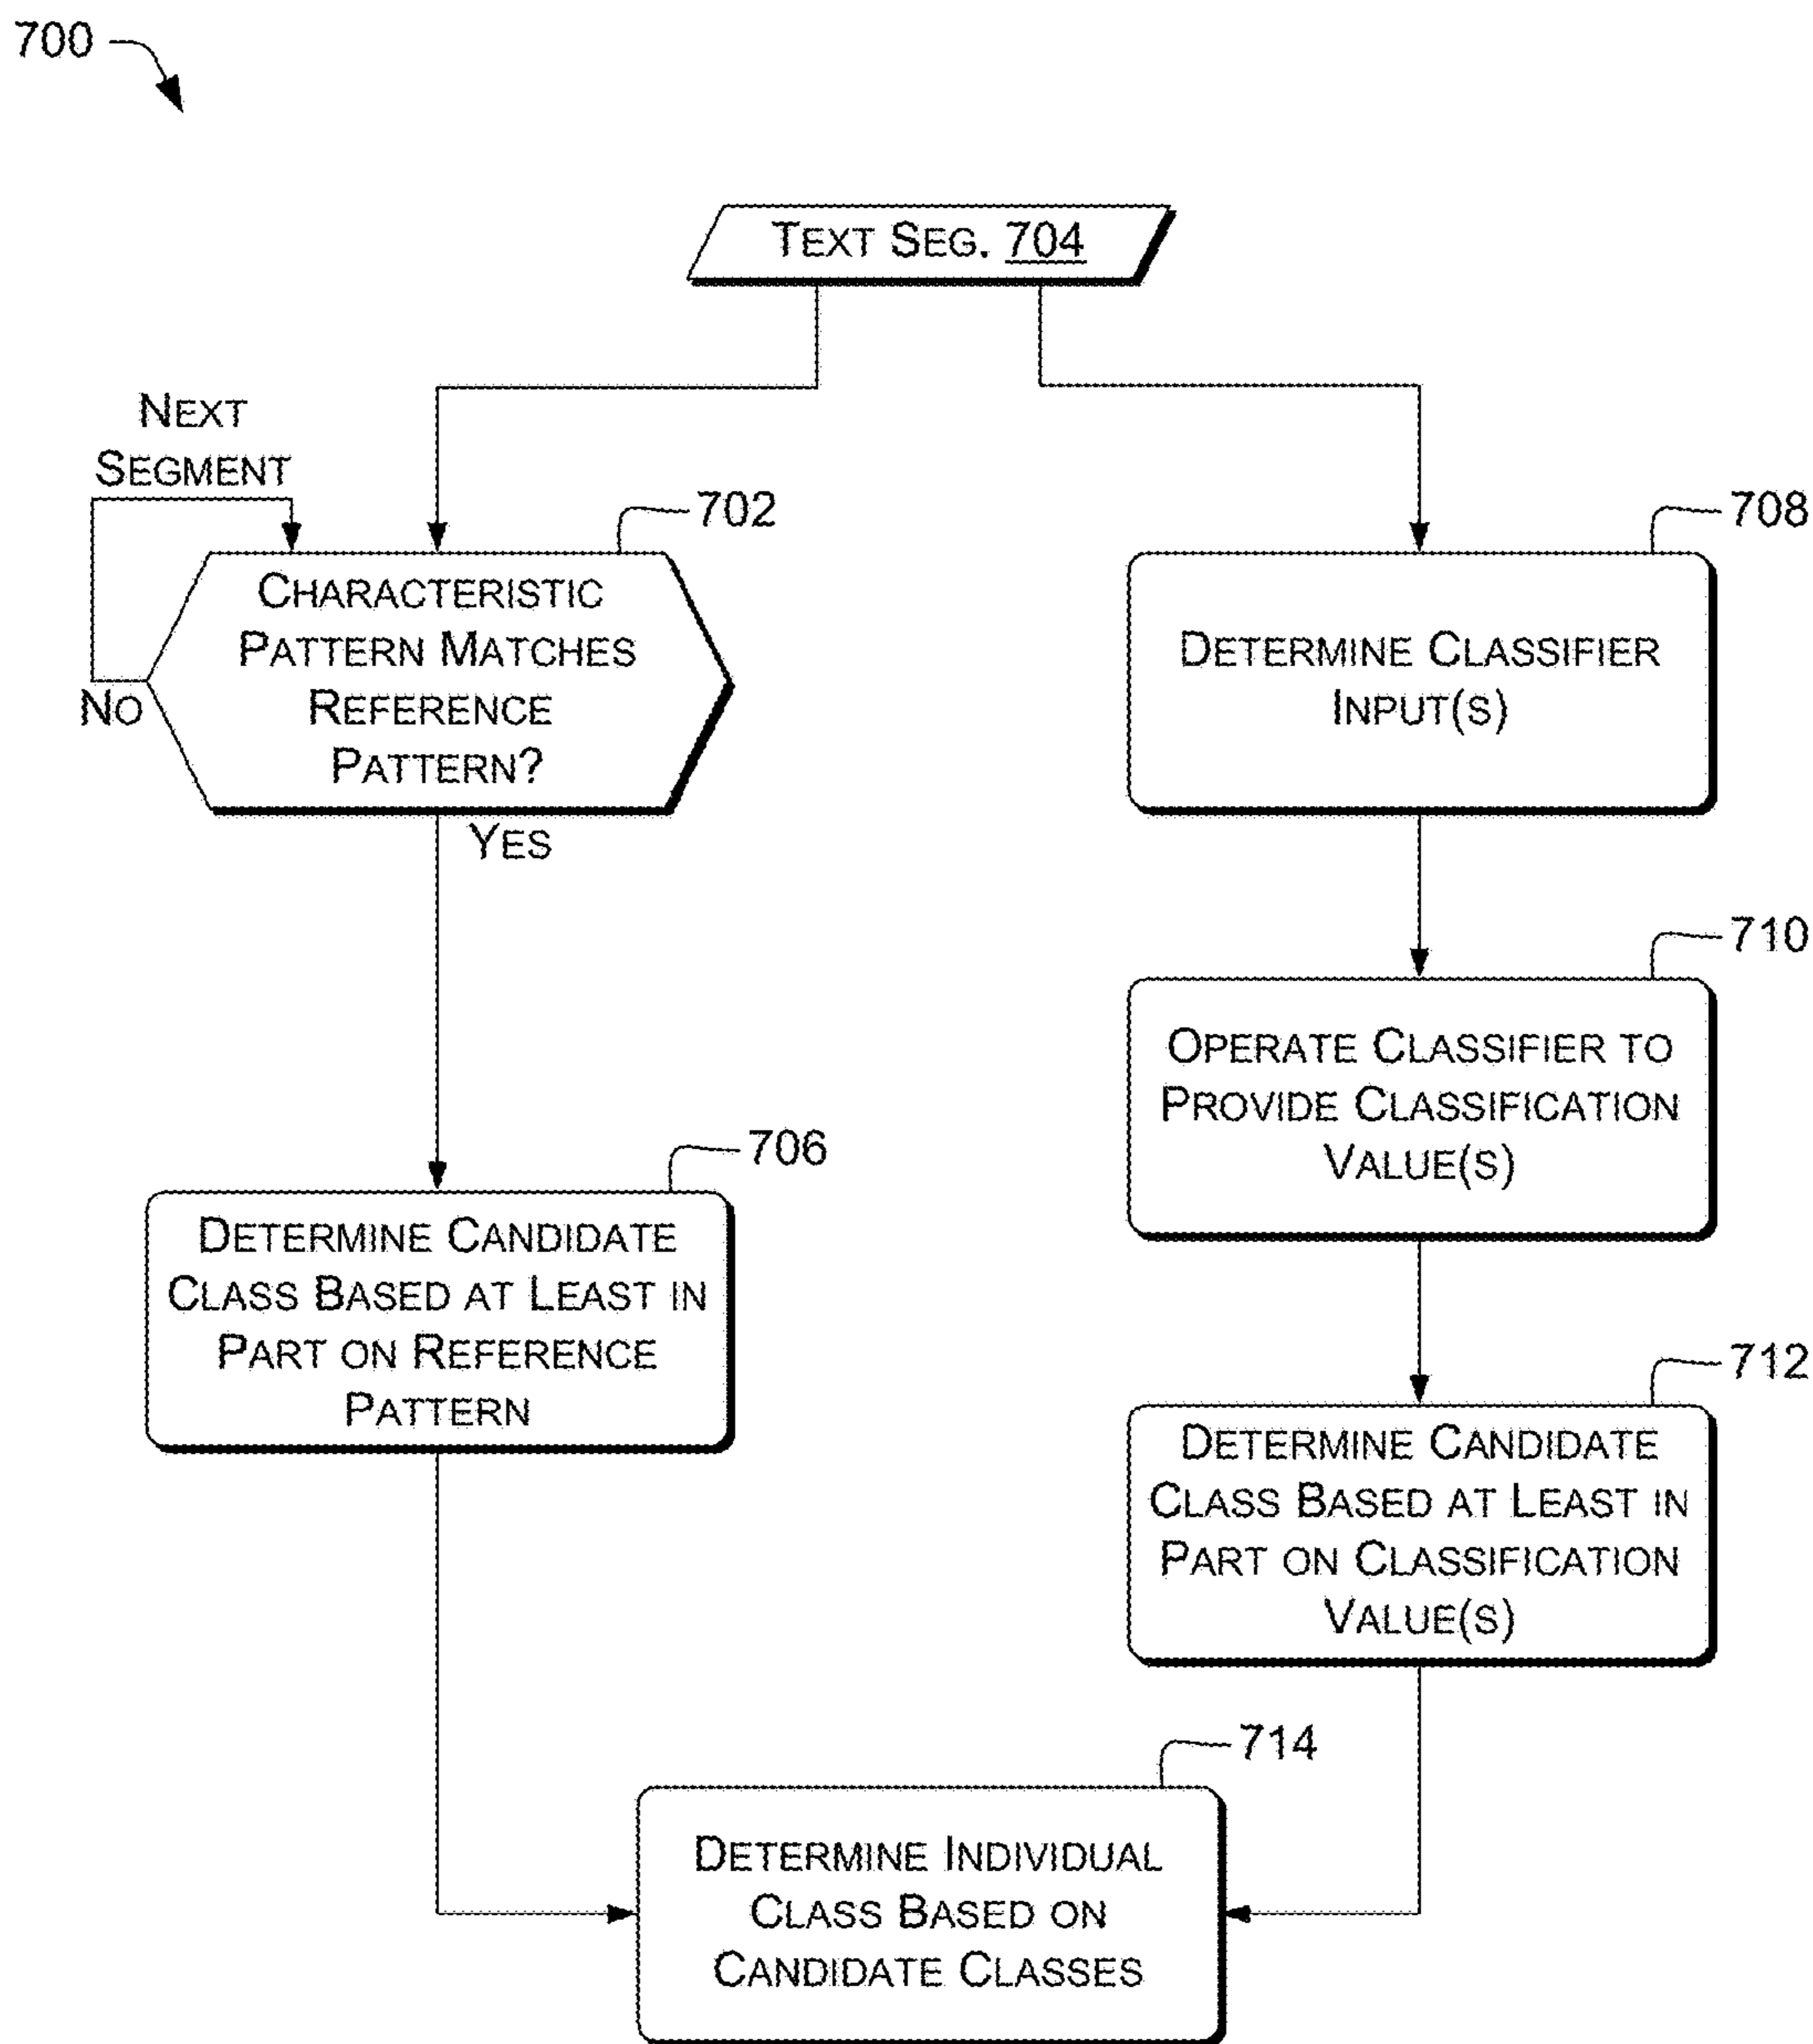 700
TEXT SEG. 704
NEXT
SEGMENT
702
CHARACTERISTIC
PATTERN MATCHES
REFERENCE
PATTERN?
NO
YES
708
DETERMINE CLASSIFIER
INPUT(S)
710
OPERATE CLASSIFIER TO
PROVIDE CLASSIFICATION
VALUE(S)
706
DETERMINE CANDIDATE
CLASS BASED AT LEAST IN
PART ON REFERENCE
PATTERN
712
DETERMINE CANDIDATE
CLASS BASED AT LEAST IN
PART ON CLASSIFICATION
VALUE(S)
714
DETERMINE INDIVIDUAL
CLASS BASED ON
CANDIDATE CLASSES